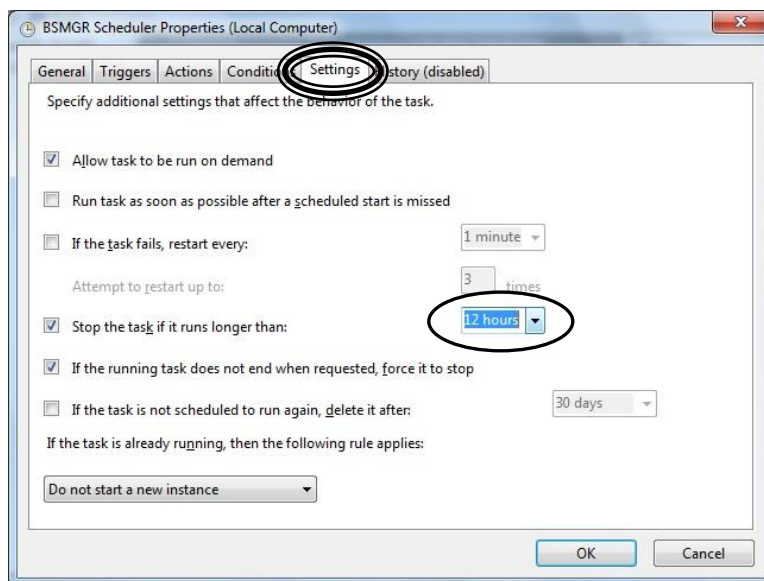 BSMGR Scheduler Properties (Local Computer)
General Triggers Actions Conditio Settings story (disabled)
Specify additional settings that affect the behavior of the task.
Allow task to be run on demand
Run task as soon as possible after a scheduled start is missed
If the task fails, restart every: 1 minute
Attempt to restart up to: 3 times
Stop the task if it runs longer than: 12 hours
If the running task does not end when requested, force it to stop
If the task is not scheduled to run again, delete it after: 30 days
If the task is already running, then the following rule applies:
Do not start a new instance
OK Cancel